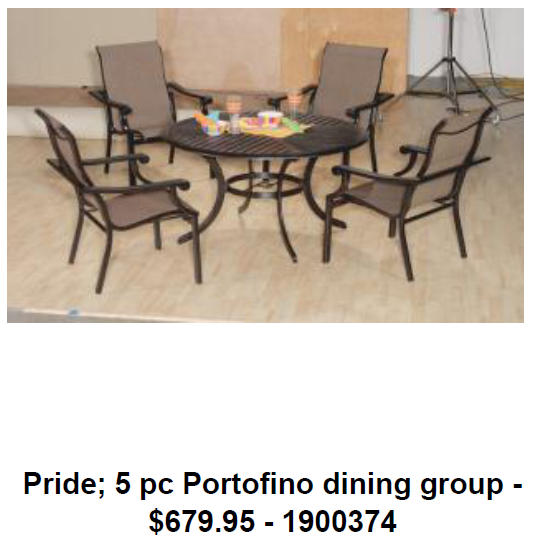 Pride; 5 pc Portofino dining group -
$679.95 - 1900374